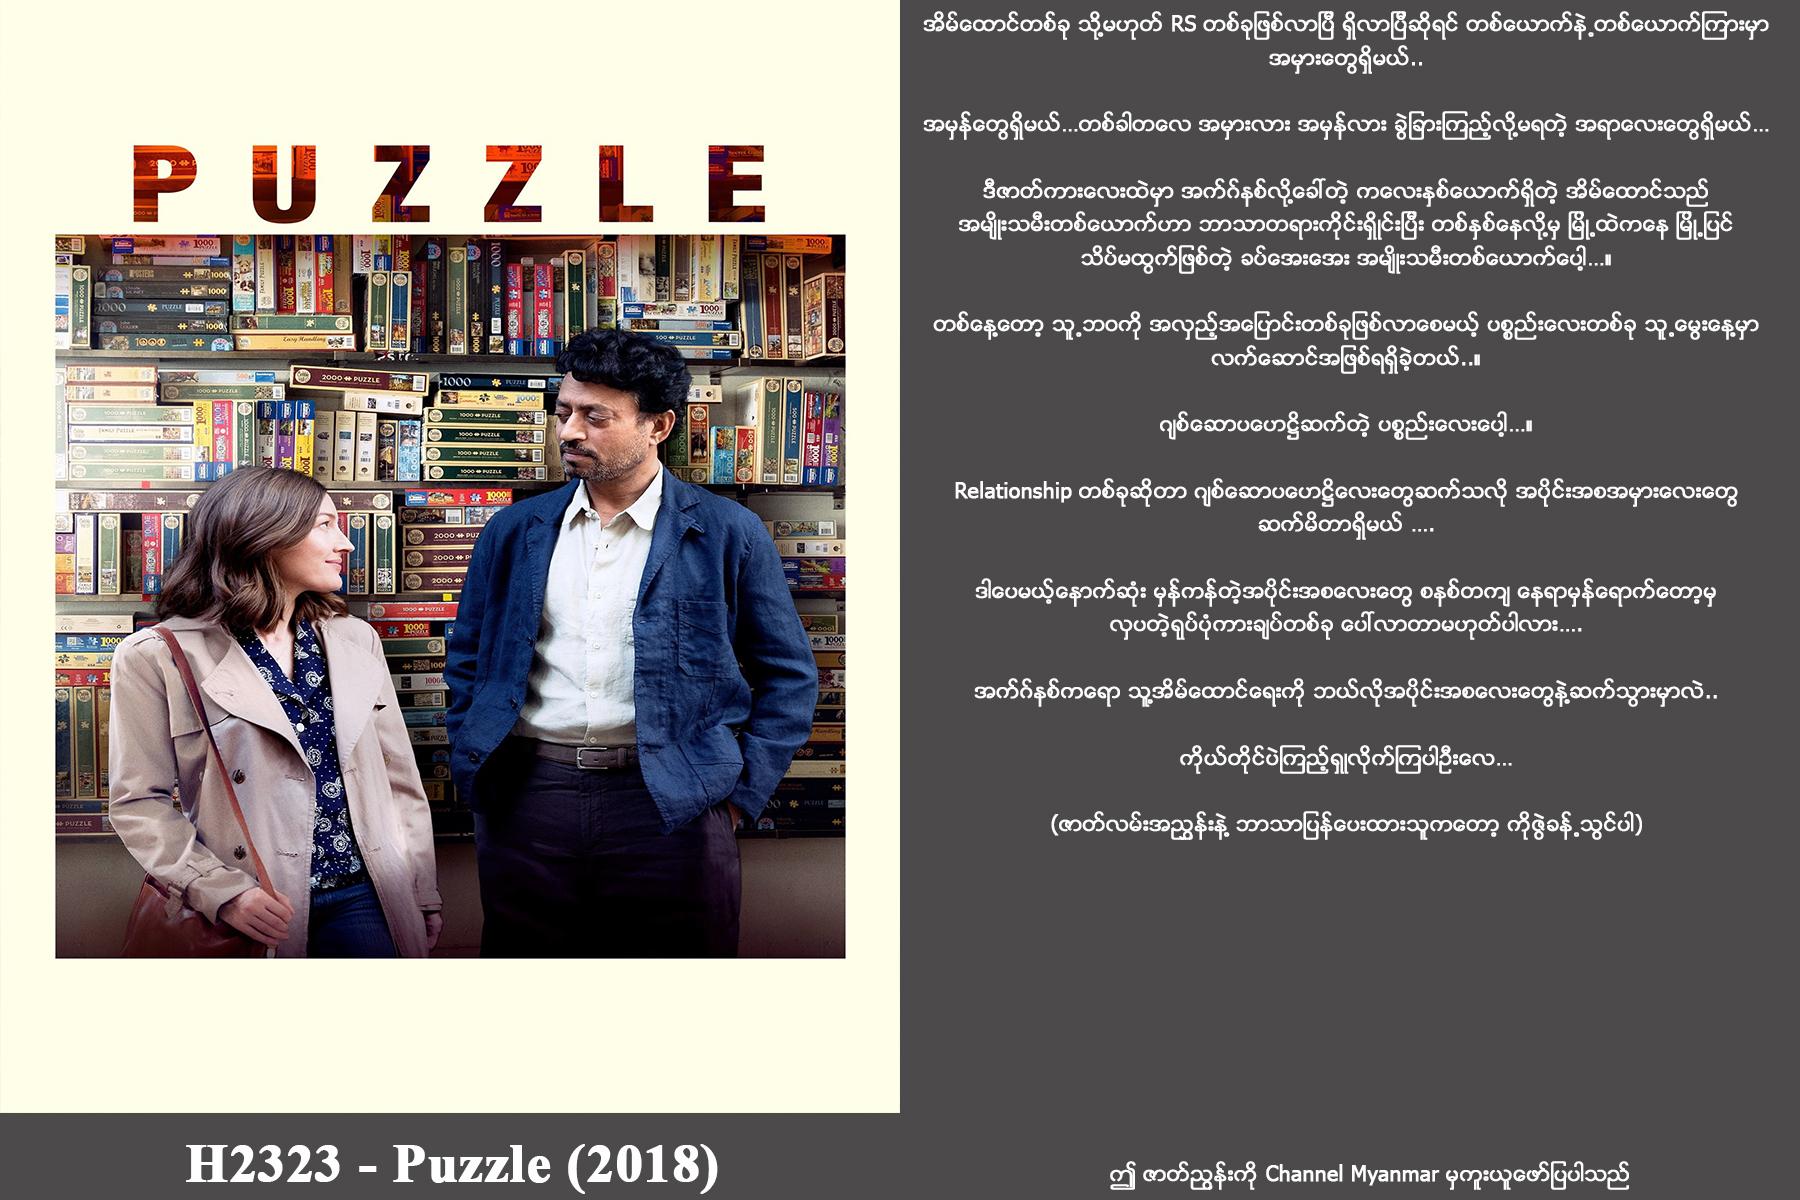 PUZZLE
H2323 - Puzzle (2018)
အိမ်ထောင်တစ်ခု သို့မဟုတ် RS တစ်ခုဖြစ်လာပြီ ရှိလာပြီဆိုရင် တစ်ယောက်နဲ့တစ်ယောက်ကြားမှာ
အမှားတွေရှိမယ်..
အမှန်တွေရှိမယ်...တစ်ခါတလေ အမှားလား အမှန်လား ခွဲခြားကြည့်လို့မရတဲ့ အရာလေးတွေရှိမယ်...
ဒီဇာတ်ကားလေးထဲမှာ အက်ဂ်နစ်လို့ခေါ်တဲ့ ကလေးနှစ်ယောက်ရှိတဲ့ အိမ်ထောင်သည်
အမျိုးသမီးတစ်ယောက်ဟာ ဘာသာတရားကိုင်းရှိုင်းပြီး တစ်နှစ်နေလို့မှ မြို့ထဲကနေ မြို့ပြင်
သိပ်မထွက်ဖြစ်တဲ့ ခပ်အေးအေး အမျိုးသမီးတစ်ယောက်ပေါ့...။
တစ်နေ့တော့ သူ့ဘဝကို အလှည့်အပြောင်းတစ်ခုဖြစ်လာစေမယ့် ပစ္စည်းလေးတစ်ခု သူ့မွေးနေ့မှာ
လက်ဆောင်အဖြစ်ရရှိခဲ့တယ်..။
ဂျစ်ဆောပဟေဋ္ဌိဆက်တဲ့ ပစ္စည်းလေးပေါ့...။
Relationship တစ်ခုဆိုတာ ဂျစ်ဆောပဟေဋ္ဌိလေးတွေဆက်သလို အပိုင်းအစအမှားလေးတွေ
ဆက်မိတာရှိမယ် ....
ဒါပေမယ့်နောက်ဆုံး မှန်ကန်တဲ့အပိုင်းအစလေးတွေ စနစ်တကျ နေရာမှန်ရောက်တော့မှ
လှပတဲ့ရုပ်ပုံကားချပ်တစ်ခု ပေါ်လာတာမဟုတ်ပါလား....
အက်ဂ်နစ်ကရော သူ့အိမ်ထောင်ရေးကို ဘယ်လိုအပိုင်းအစလေးတွေနဲ့ဆက်သွားမှာလဲ..
ကိုယ်တိုင်ပဲကြည့်ရှုလိုက်ကြပါဦးလေ...
(ဇာတ်လမ်းအညွှန်းနဲ့ ဘာသာပြန်ပေးထားသူကတော့ ကိုဖွဲခန့်သွင်ပါ)
ဤ ဇာတ်ညွှန်းကို Channel Myanmar မှကူးယူဖော်ပြပါသည်